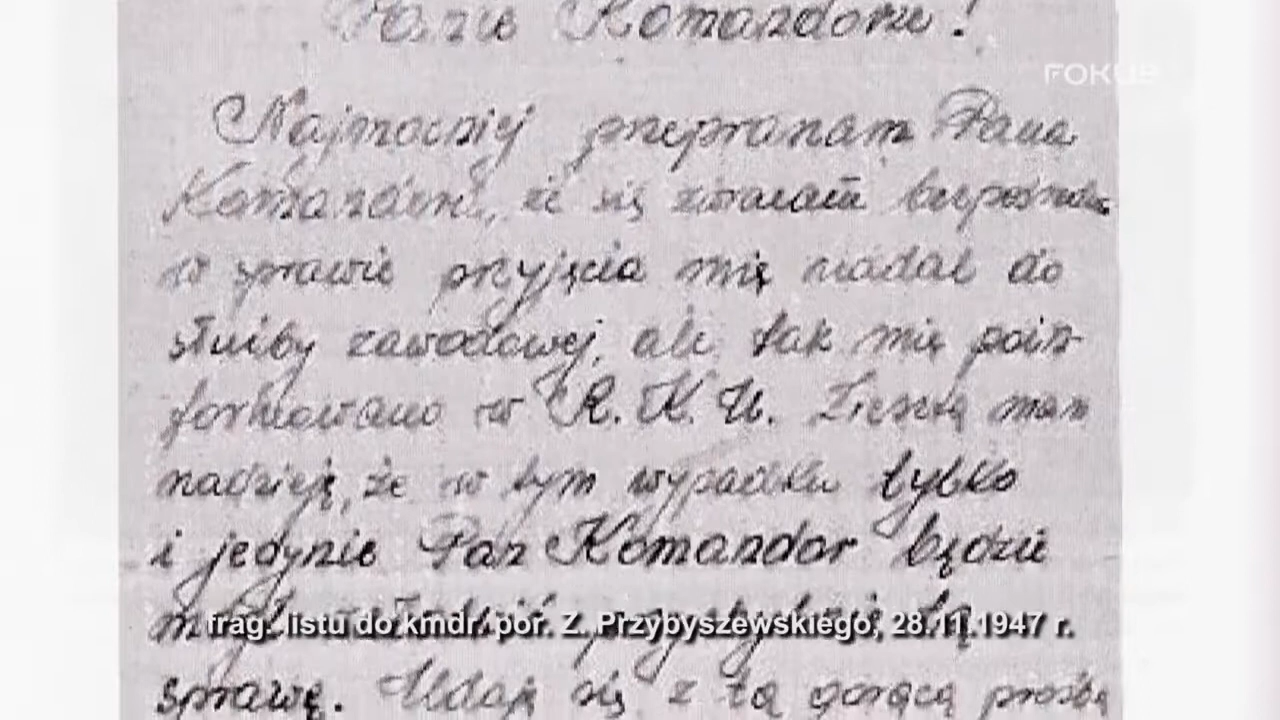 Panie Komandorze!
FOKUS
Najmocniej przepraszam Pana
Komandora, że się zwracam bezpośrednio
w sprawie przyjęcia mię nadal do
służby zawodowej, ale tak mię poin-
formowano w R.K.U. Zresztą mam
nadzieję, że w tym wypadku tylko
i jedynie Pan Komandor będzie
frag. listu do kmdr. por. Z. Przybyszewskiego, 28.11.1947 r.
sprawę. Udaję się z tą gorącą prośbą